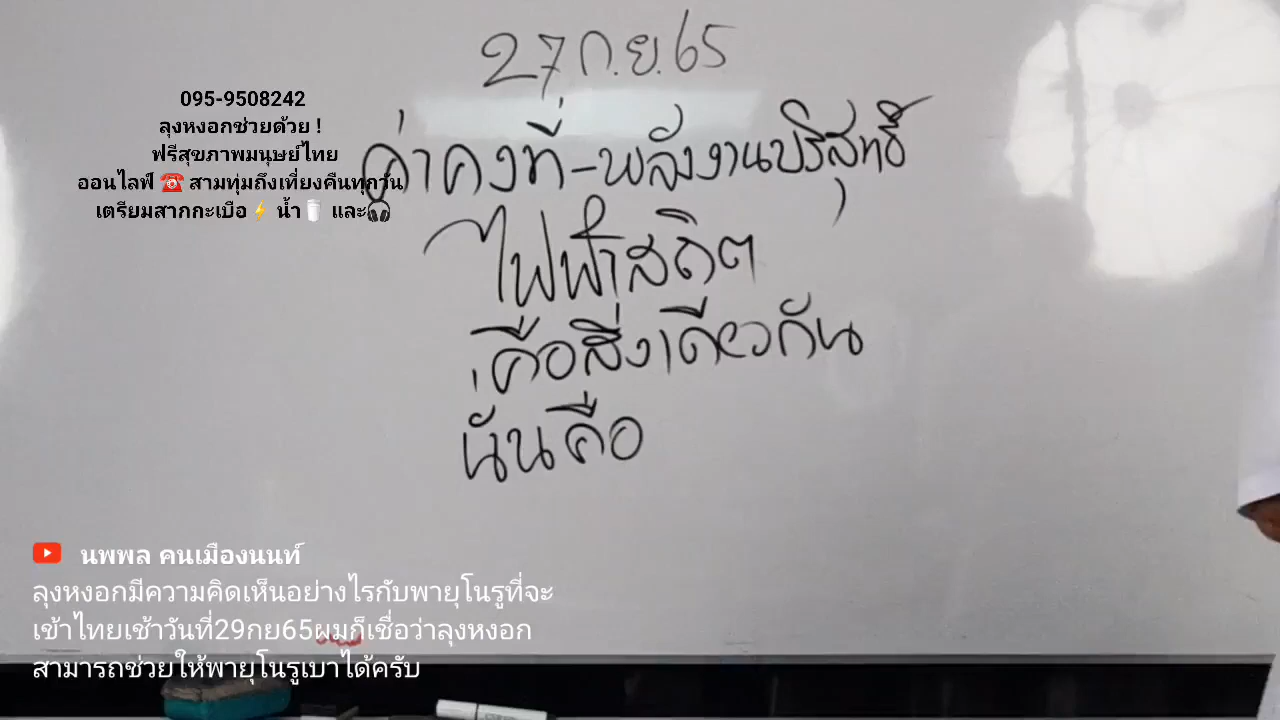 27 ก.ย.65
095-9508242
ลุงหงอกช่วยด้วย !
ฟรีสุขภาพมนุษย์ไทย
ออนไลฟ์ ☎️ สามทุ่มถึงเที่ยงคืนทุกวัน
เตรียมสากกะเบือ⚡ น้ำ🥛 และ🎧
ค่าคงที่-พลังงานบริสุทธิ์
ไฟฟ้าสถิต
คือสิ่งเดียวกัน
นั่นคือ
นพพล คนเมืองนนท์
ลุงหงอกมีความคิดเห็นอย่างไรกับพายุโนรูที่จะ
เข้าไทยเช้าวันที่29กย65ผมก็เชื่อว่าลุงหงอก
สามารถช่วยให้พายุโนรูเบาได้ครับ